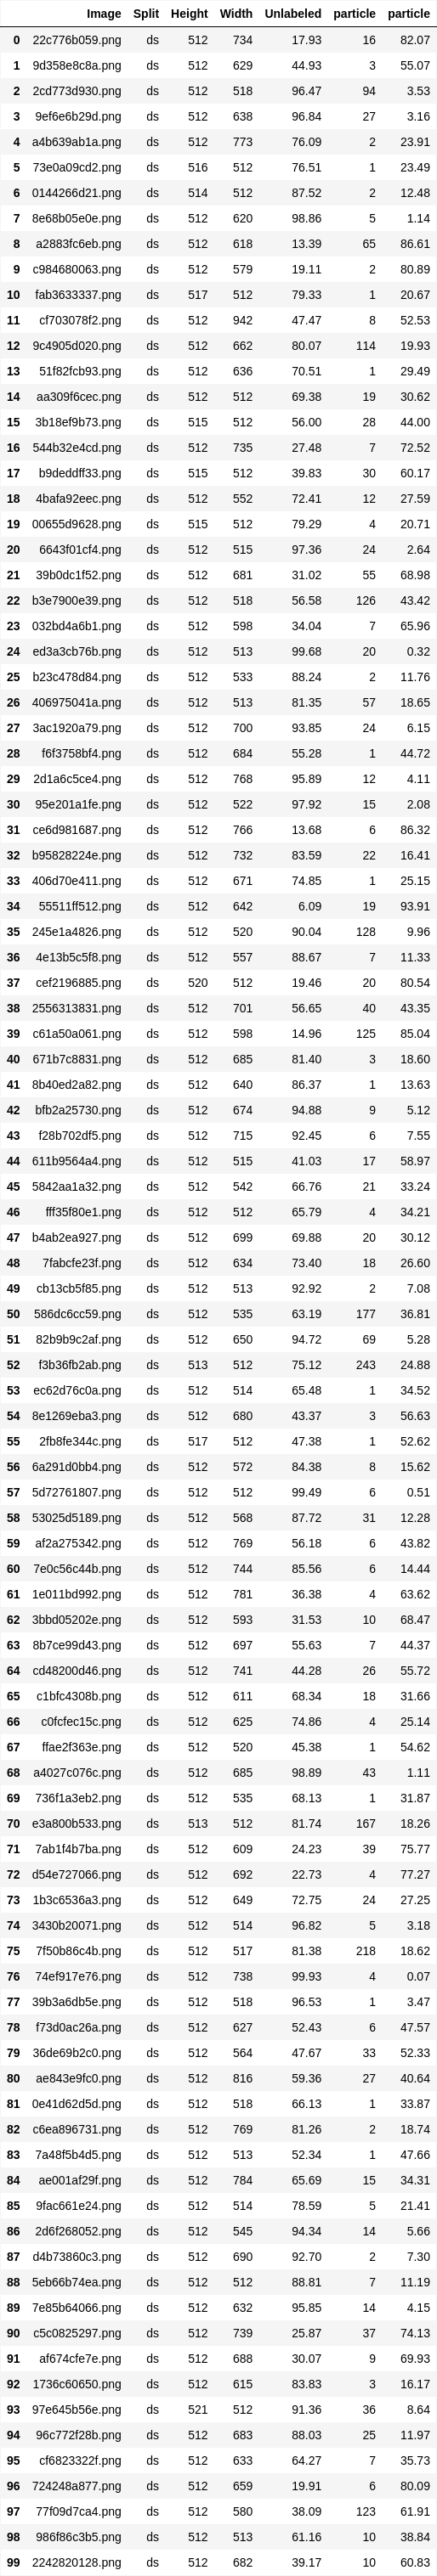 Image Split Height Width Unlabeled particle particle
0 22c776b059.png ds 512 734 17.93 16 82.07
1 9d358e8c8a.png ds 512 629 44.93 3 55.07
2 2cd773d930.png ds 512 518 96.47 94 3.53
3 9ef6e6b29d.png ds 512 638 96.84 27 3.16
4 a4b639ab1a.png ds 512 773 76.09 2 23.91
5 73e0a09cd2.png ds 516 512 76.51 1 23.49
6 0144266d21.png ds 514 512 87.52 2 12.48
7 8e68b05e0e.png ds 512 620 98.86 5 1.14
8 a2883fc6eb.png ds 512 618 13.39 65 86.61
9 c984680063.png ds 512 579 19.11 2 80.89
10 fab3633337.png ds 517 512 79.33 1 20.67
11 cf703078f2.png ds 512 942 47.47 8 52.53
12 9c4905d020.png ds 512 662 80.07 114 19.93
13 51f82fcb93.png ds 512 636 70.51 1 29.49
14 aa309f6cec.png ds 512 512 69.38 19 30.62
15 3b18ef9b73.png ds 515 512 56.00 28 44.00
16 544b32e4cd.png ds 512 735 27.48 7 72.52
17 b9deddff33.png ds 515 512 39.83 30 60.17
18 4bafa92eec.png ds 512 552 72.41 12 27.59
19 00655d9628.png ds 515 512 79.29 4 20.71
20 6643f01cf4.png ds 512 515 97.36 24 2.64
21 39b0dc1f52.png ds 512 681 31.02 55 68.98
22 b3e7900e39.png ds 512 518 56.58 126 43.42
23 032bd4a6b1.png ds 512 598 34.04 7 65.96
24 ed3a3cb76b.png ds 512 513 99.68 20 0.32
25 b23c478d84.png ds 512 533 88.24 2 11.76
26 406975041a.png ds 512 513 81.35 57 18.65
27 3ac1920a79.png ds 512 700 93.85 24 6.15
28 f6f3758bf4.png ds 512 684 55.28 1 44.72
29 2d1a6c5ce4.png ds 512 768 95.89 12 4.11
30 95e201a1fe.png ds 512 522 97.92 15 2.08
31 ce6d981687.png ds 512 766 13.68 6 86.32
32 b95828224e.png ds 512 732 83.59 22 16.41
33 406d70e411.png ds 512 671 74.85 1 25.15
34 55511ff512.png ds 512 642 6.09 19 93.91
35 245e1a4826.png ds 512 520 90.04 128 9.96
36 4e13b5c5f8.png ds 512 557 88.67 7 11.33
37 cef2196885.png ds 520 512 19.46 20 80.54
38 2556313831.png ds 512 701 56.65 40 43.35
39 c61a50a061.png ds 512 598 14.96 125 85.04
40 671b7c8831.png ds 512 685 81.40 3 18.60
41 8b40ed2a82.png ds 512 640 86.37 1 13.63
42 bfb2a25730.png ds 512 674 94.88 9 5.12
43 f28b702df5.png ds 512 715 92.45 6 7.55
44 611b9564a4.png ds 512 515 41.03 17 58.97
45 5842aa1a32.png ds 512 542 66.76 21 33.24
46 fff35f80e1.png ds 512 512 65.79 4 34.21
47 b4ab2ea927.png ds 512 699 69.88 20 30.12
48 7fabcfe23f.png ds 512 634 73.40 18 26.60
49 cb13cb5f85.png ds 512 513 92.92 2 7.08
50 586dc6cc59.png ds 512 535 63.19 177 36.81
51 82b9b9c2af.png ds 512 650 94.72 69 5.28
52 f3b36fb2ab.png ds 513 512 75.12 243 24.88
53 ec62d76c0a.png ds 512 514 65.48 1 34.52
54 8e1269eba3.png ds 512 680 43.37 3 56.63
55 2fb8fe344c.png ds 517 512 47.38 1 52.62
56 6a291d0bb4.png ds 512 572 84.38 8 15.62
57 5d72761807.png ds 512 512 99.49 6 0.51
58 53025d5189.png ds 512 568 87.72 31 12.28
59 af2a275342.png ds 512 769 56.18 6 43.82
60 7e0c56c44b.png ds 512 744 85.56 6 14.44
61 1e011bd992.png ds 512 781 36.38 4 63.62
62 3bbd05202e.png ds 512 593 31.53 10 68.47
63 8b7ce99d43.png ds 512 697 55.63 7 44.37
64 cd48200d46.png ds 512 741 44.28 26 55.72
65 c1bfc4308b.png ds 512 611 68.34 18 31.66
66 c0fcfec15c.png ds 512 625 74.86 4 25.14
67 ffae2f363e.png ds 512 520 45.38 1 54.62
68 a4027c076c.png ds 512 685 98.89 43 1.11
69 736f1a3eb2.png ds 512 535 68.13 1 31.87
70 e3a800b533.png ds 513 512 81.74 167 18.26
71 7ab1f4b7ba.png ds 512 609 24.23 39 75.77
72 d54e727066.png ds 512 692 22.73 4 77.27
73 1b3c6536a3.png ds 512 649 72.75 24 27.25
74 3430b20071.png ds 512 514 96.82 5 3.18
75 7f50b86c4b.png ds 512 517 81.38 218 18.62
76 74ef917e76.png ds 512 738 99.93 4 0.07
77 39b3a6db5e.png ds 512 518 96.53 1 3.47
78 f73d0ac26a.png ds 512 627 52.43 6 47.57
79 36de69b2c0.png ds 512 564 47.67 33 52.33
80 ae843e9fc0.png ds 512 816 59.36 27 40.64
81 0e41d62d5d.png ds 512 518 66.13 1 33.87
82 c6ea896731.png ds 512 769 81.26 2 18.74
83 7a48f5b4d5.png ds 512 513 52.34 1 47.66
84 ae001af29f.png ds 512 784 65.69 15 34.31
85 9fac661e24.png ds 512 514 78.59 5 21.41
86 2d6f268052.png ds 512 545 94.34 14 5.66
87 d4b73860c3.png ds 512 690 92.70 2 7.30
88 5eb66b74ea.png ds 512 512 88.81 7 11.19
89 7e85b64066.png ds 512 632 95.85 14 4.15
90 c5c0825297.png ds 512 739 25.87 37 74.13
91 af674cfe7e.png ds 512 688 30.07 9 69.93
92 1736c60650.png ds 512 615 83.83 3 16.17
93 97e645b56e.png ds 521 512 91.36 36 8.64
94 96c772f28b.png ds 512 683 88.03 25 11.97
95 cf6823322f.png ds 512 633 64.27 7 35.73
96 724248a877.png ds 512 659 19.91 6 80.09
97 77f09d7ca4.png ds 512 580 38.09 123 61.91
98 986f86c3b5.png ds 512 513 61.16 10 38.84
99 2242820128.png ds 512 682 39.17 10 60.83